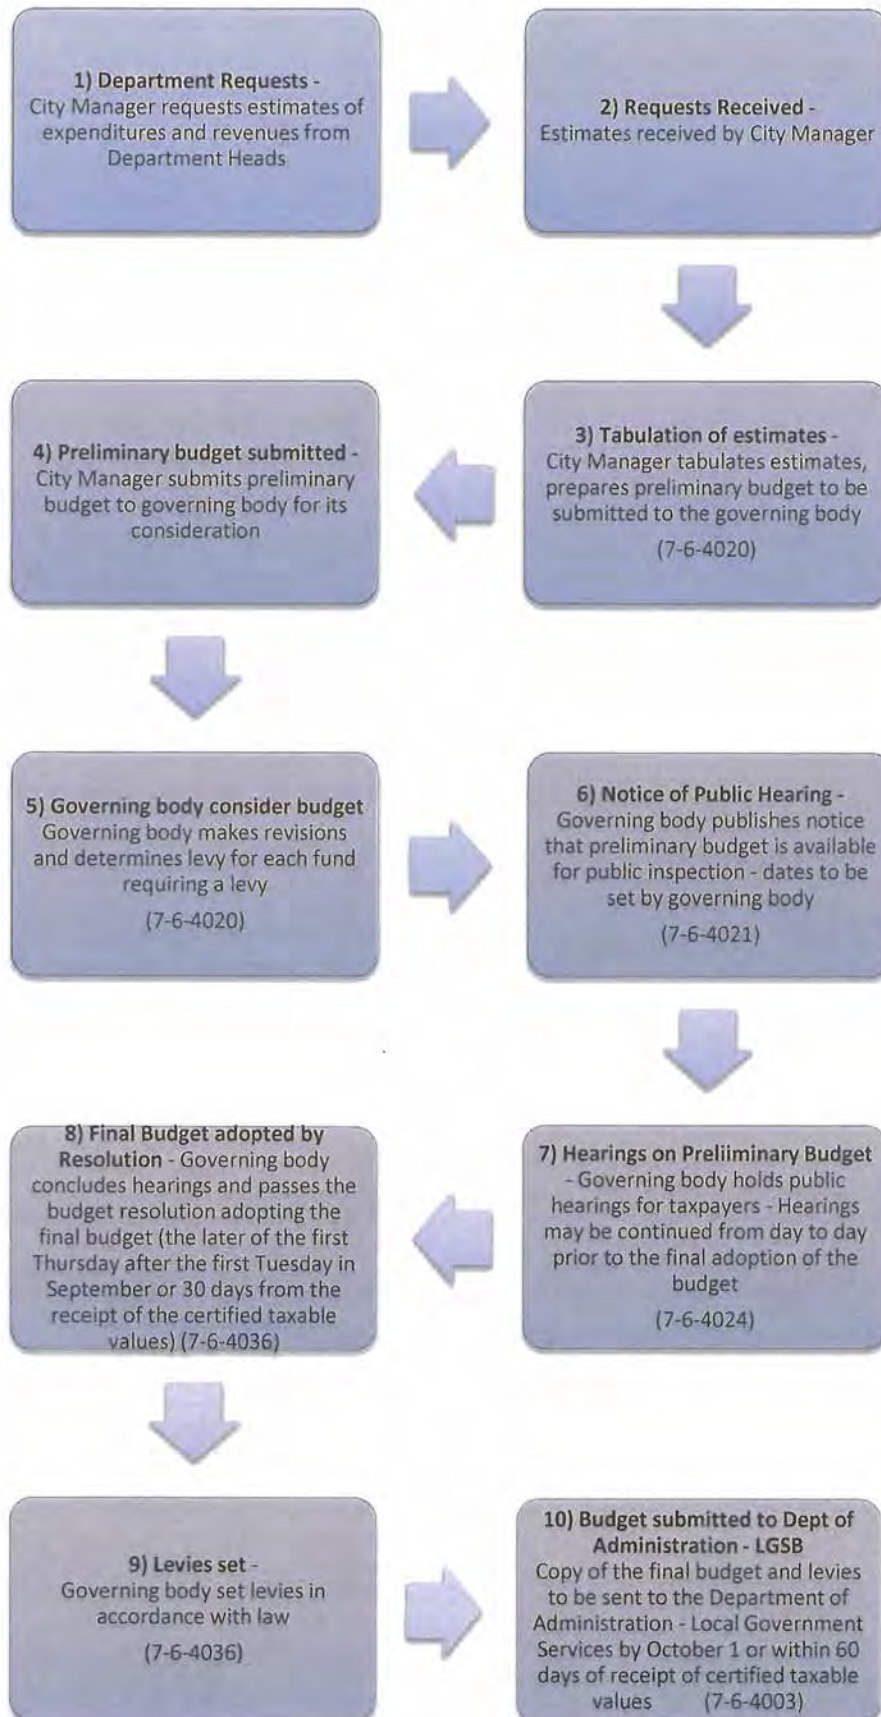 1) Department Requests -
City Manager requests estimates of
expenditures and revenues from
Department Heads
2) Requests Received -
Estimates received by City Manager
3) Tabulation of estimates -
City Manager tabulates estimates,
prepares preliminary budget to be
submitted to the governing body
(7-6-4020)
4) Preliminary budget submitted -
City Manager submits preliminary
budget to governing body for its
consideration
5) Governing body consider budget
Governing body makes revisions
and determines levy for each fund
requiring a levy
(7-6-4020)
6) Notice of Public Hearing -
Governing body publishes notice
that preliminary budget is available
for public inspection - dates to be
set by governing body
(7-6-4021)
7) Hearings on Preliiminary Budget
- Governing body holds public
hearings for taxpayers - Hearings
may be continued from day to day
prior to the final adoption of the
budget
(7-6-4024)
8) Final Budget adopted by
Resolution - Governing body
concludes hearings and passes the
budget resolution adopting the
final budget (the later of the first
Thursday after the first Tuesday in
September or 30 days from the
receipt of the certified taxable
values) (7-6-4036)
9) Levies set -
Governing body set levies in
accordance with law
(7-6-4036)
10) Budget submitted to Dept of
Administration - LGSB
Copy of the final budget and levies
to be sent to the Department of
Administration - Local Government
Services by October 1 or within 60
days of receipt of certified taxable
values (7-6-4003)